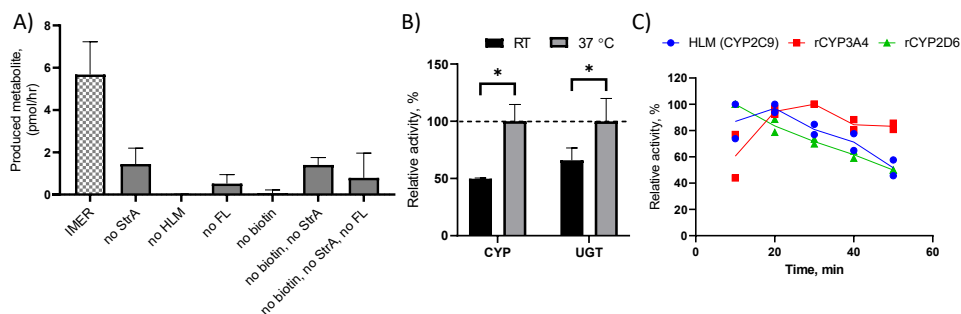 A)
Produced metabolite,
(pmol/hr)
8
6
4
2
0
IMER
no StrA
no HLM
no FL
no biotin
no biotin, no StrA
no biotin, no StrA, no FL
B)
RT 37 °C
Relative activity, %
150
100
50
0
* *
CYP UGT
C)
HLM (CYP2C9) rCYP3A4 rCYP2D6
Relative activity, %
120
100
80
60
40
20
0
0 20 40 60
Time, min